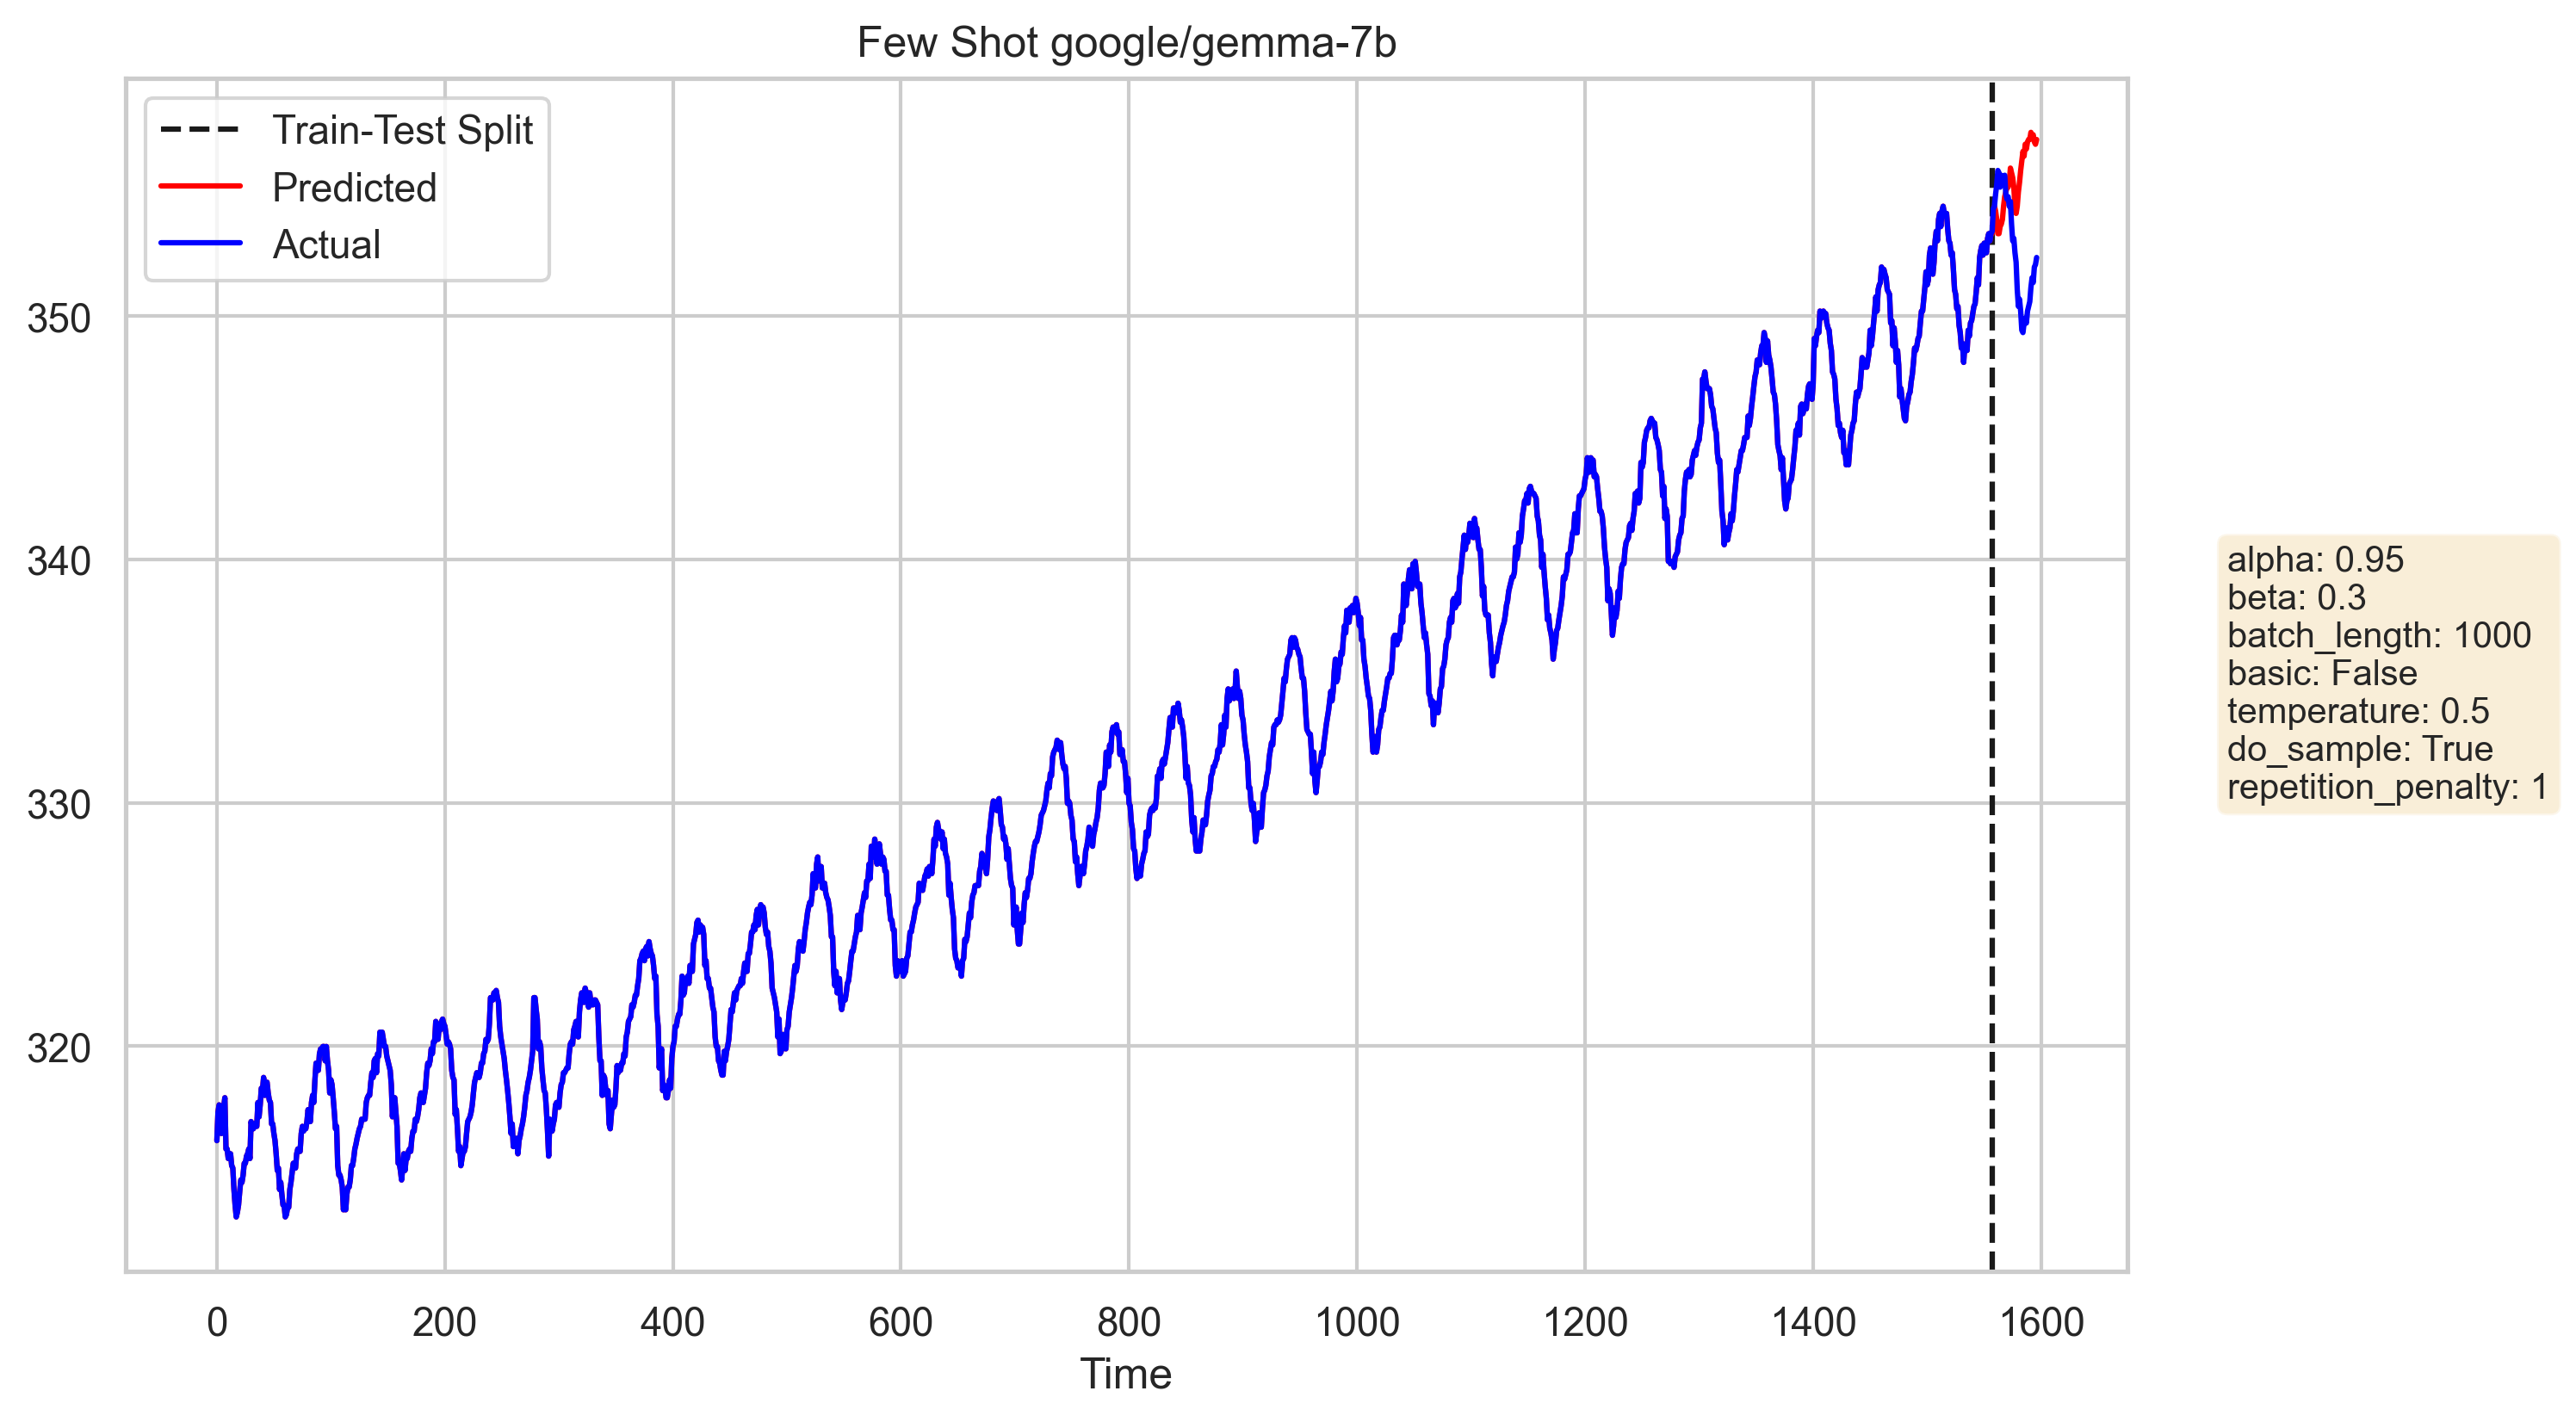 Few Shot google/gemma-7b
Train-Test Split
Predicted
Actual
350
340
330
320
0 200 400 600 800 1000 1200 1400 1600
Time
alpha: 0.95
beta: 0.3
batch_length: 1000
basic: False
temperature: 0.5
do_sample: True
repetition_penalty: 1